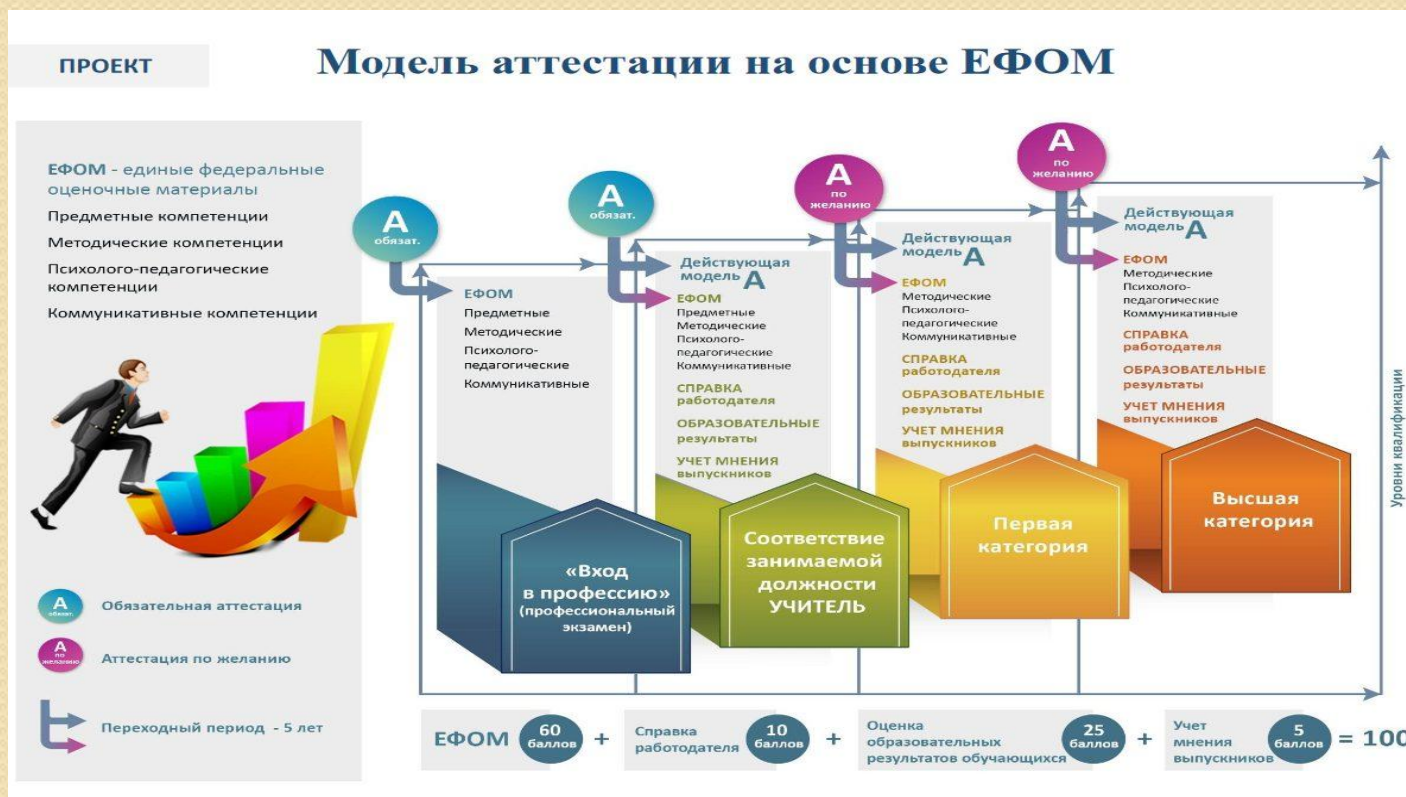 ПРОЕКТ
Модель аттестации на основе ЕФОМ
ЕФОМ - единые федеральные
оценочные материалы
Предметные компетенции
Методические компетенции
Психолого-педагогические
компетенции
Коммуникативные компетенции
А
обязат.
Обязательная аттестация
А
по
желанию
Аттестация по желанию
Переходный период - 5 лет
А
обязат.
ЕФОМ
Предметные
Методические
Психолого-
педагогические
Коммуникативные
«Вход
в профессию»
(профессиональный
экзамен)
А
обязат.
Действующая
модель А
ЕФОМ
Предметные
Методические
Психолого-
педагогические
Коммуникативные
СПРАВКА
работодателя
ОБРАЗОВАТЕЛЬНЫЕ
результаты
УЧЕТ МНЕНИЯ
выпускников
Соответствие
занимаемой
должности
УЧИТЕЛЬ
А
по
желанию
Действующая
модель А
ЕФОМ
Методические
Психолого-
педагогические
Коммуникативные
СПРАВКА
работодателя
ОБРАЗОВАТЕЛЬНЫЕ
результаты
УЧЕТ МНЕНИЯ
выпускников
Первая
категория
А
по
желанию
Действующая
модель А
ЕФОМ
Методические
Психолого-
педагогические
Коммуникативные
СПРАВКА
работодателя
ОБРАЗОВАТЕЛЬНЫЕ
результаты
УЧЕТ МНЕНИЯ
выпускников
Высшая
категория
Уровни квалификации
ЕФОМ
60
баллов
+
Справка
работодателя
10
баллов
+
Оценка
образовательных
результатов обучающихся
25
баллов
+
Учет
мнения
выпускников
5
баллов
= 100